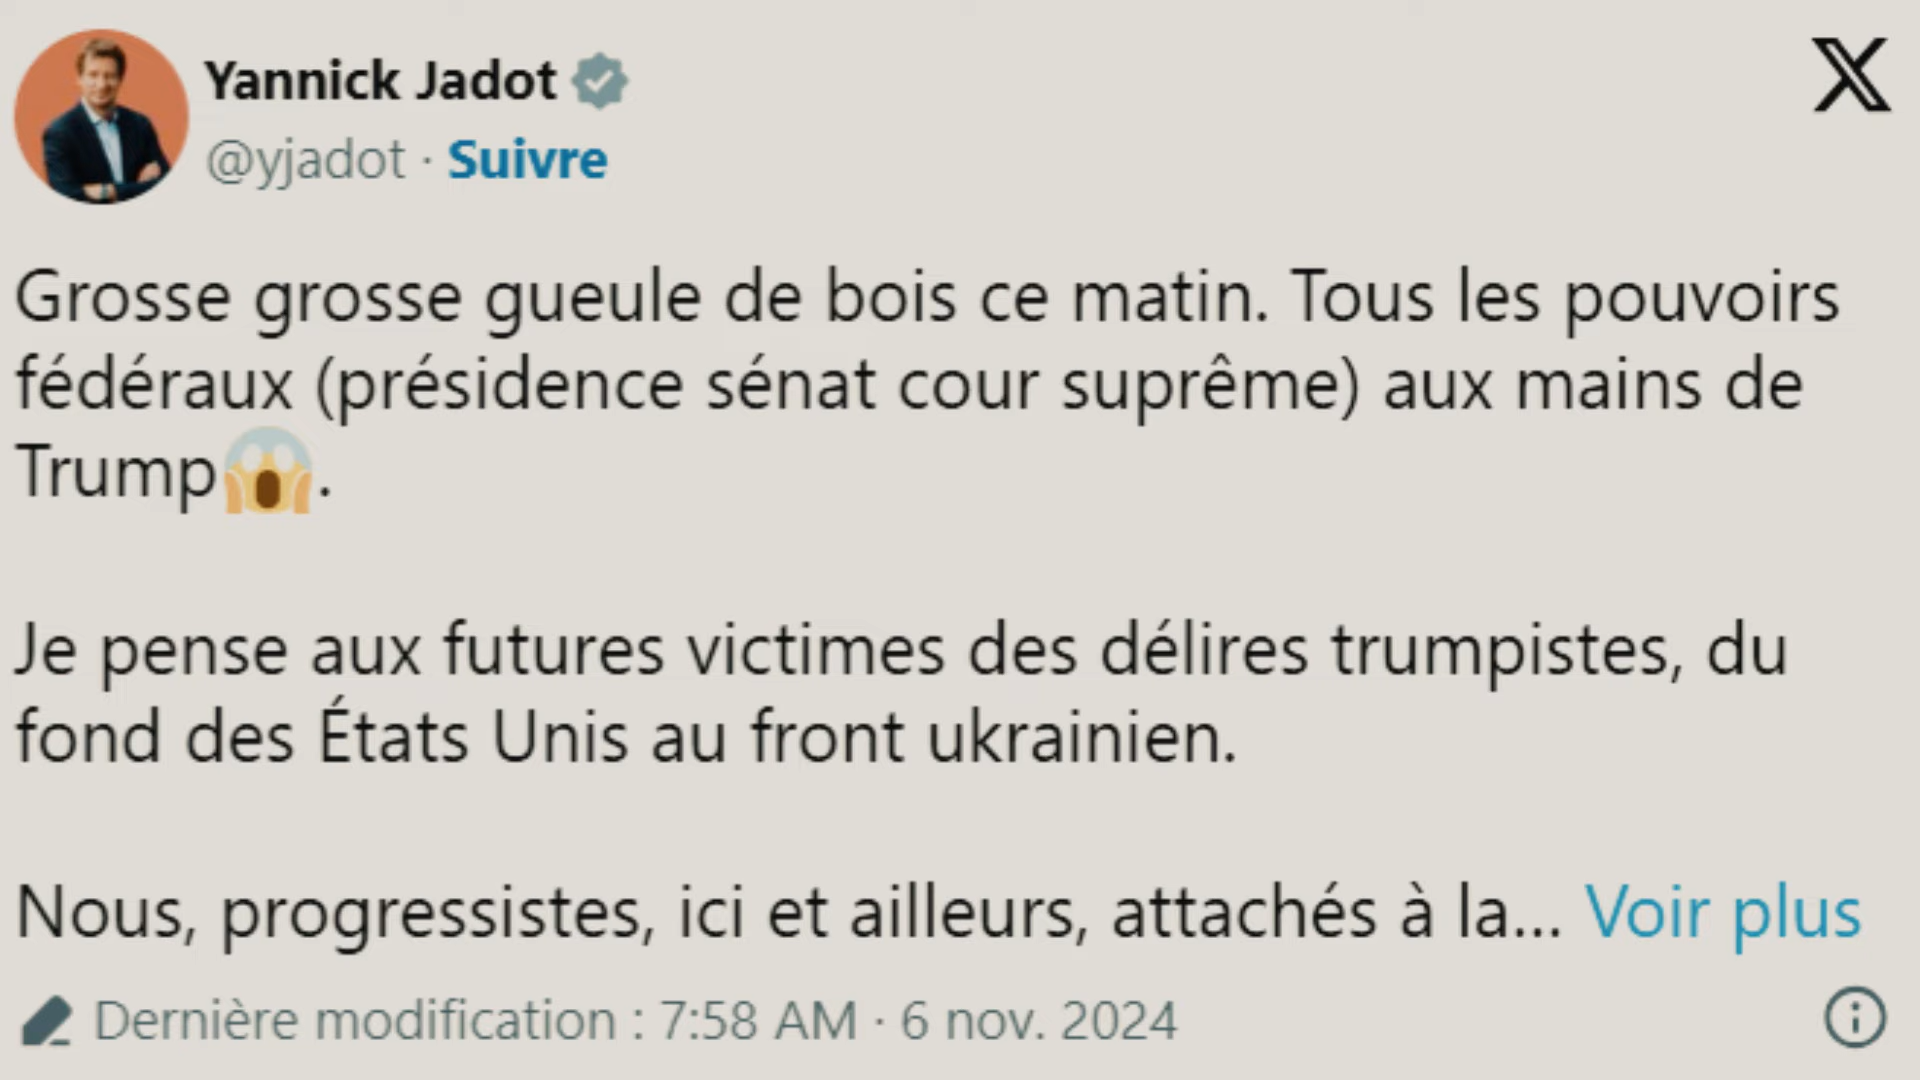 Yannick Jadot
@yjadot · Suivre
Grosse grosse gueule de bois ce matin. Tous les pouvoirs
fédéraux (présidence sénat cour suprême) aux mains de
Trump😱.
Je pense aux futures victimes des délires trumpistes, du
fond des États Unis au front ukrainien.
Nous, progressistes, ici et ailleurs, attachés à la... Voir plus
Dernière modification : 7:58 AM · 6 nov. 2024